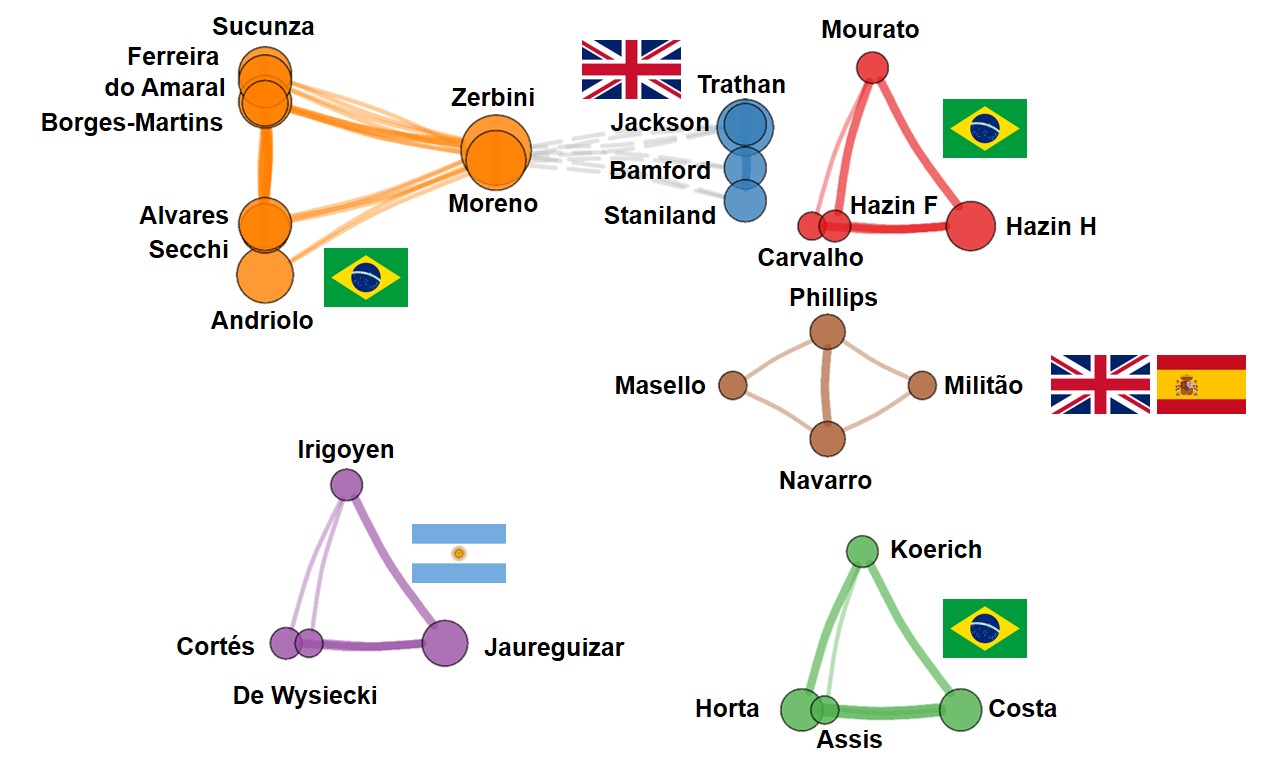 Sucunza
Ferreira
do Amaral
Borges-Martins
Zerbini
Moreno
Alvares
Secchi
Andriolo
Trathan
Jackson
Bamford
Staniland
Mourato
Hazin F
Hazin H
Carvalho
Phillips
Masello
Militão
Navarro
Irigoyen
Cortés
Jaureguizar
De Wysiecki
Koerich
Horta
Costa
Assis